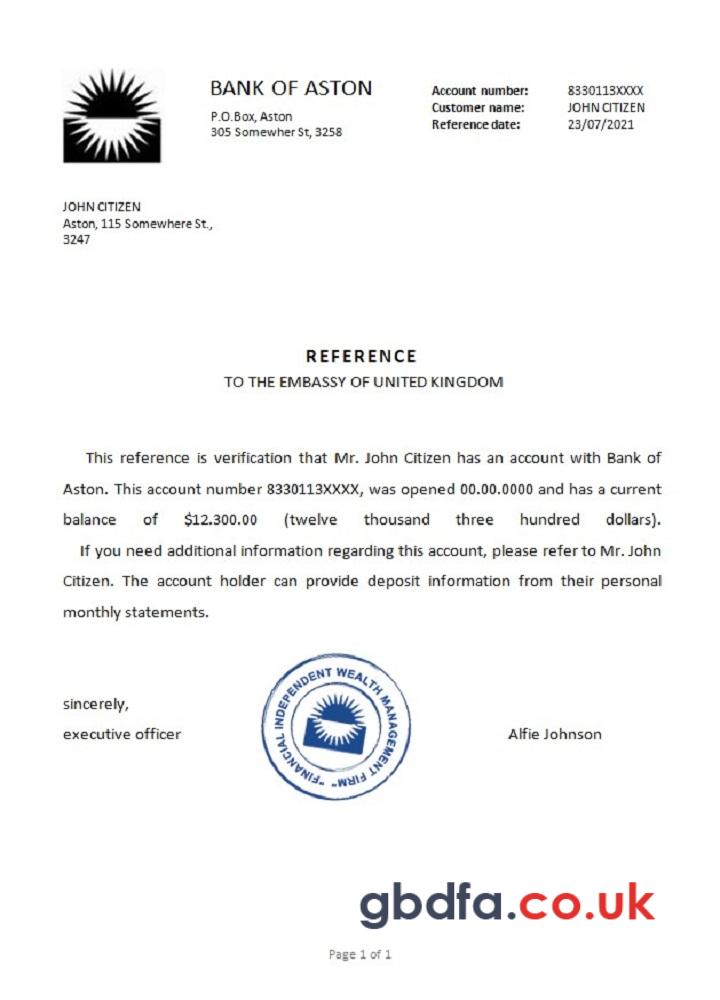 BANK OF ASTON
P.O.Box, Aston
305 Somewher St, 3258
Account number: 8330113XXXX
Customer name: JOHN CITIZEN
Reference date: 23/07/2021
JOHN CITIZEN
Aston, 115 Somewhere St.,
3247
REFERENCE
TO THE EMBASSY OF UNITED KINGDOM
This reference is verification that Mr. John Citizen has an account with Bank of
Aston. This account number 8330113XXXX, was opened 00.00.0000 and has a current
balance of $12.300.00 (twelve thousand three hundred dollars).
If you need additional information regarding this account, please refer to Mr. John
Citizen. The account holder can provide deposit information from their personal
monthly statements.
sincerely,
executive officer
"FINANCIAL INDEPENDENT WEALTH MANAGEMENT FIRM"
Alfie Johnson
gbdfa.co.uk
Page 1 of 1